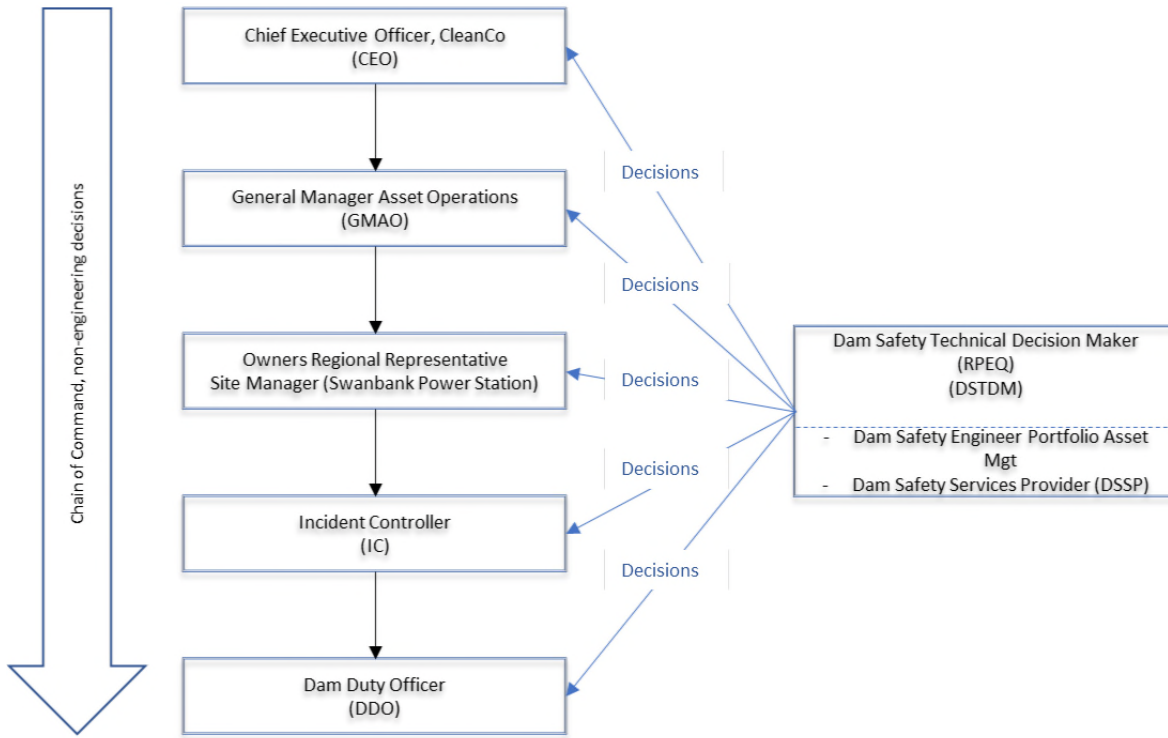 Chain of Command, non-engineering decisions
Chief Executive Officer, CleanCo
(CEO)
General Manager Asset Operations
(GMAO)
Owners Regional Representative
Site Manager (Swanbank Power Station)
Incident Controller
(IC)
Dam Duty Officer
(DDO)
Decisions
Decisions
Decisions
Decisions
Decisions
Dam Safety Technical Decision Maker
(RPEQ)
(DSTDM)
- Dam Safety Engineer Portfolio Asset
Mgt
- Dam Safety Services Provider (DSSP)